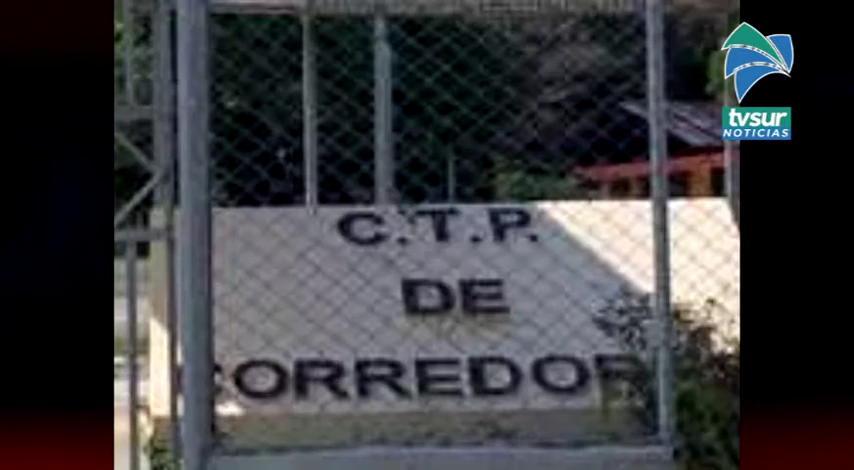 tvsur
NOTICIAS
C.T.P.
DE
CORREDOR